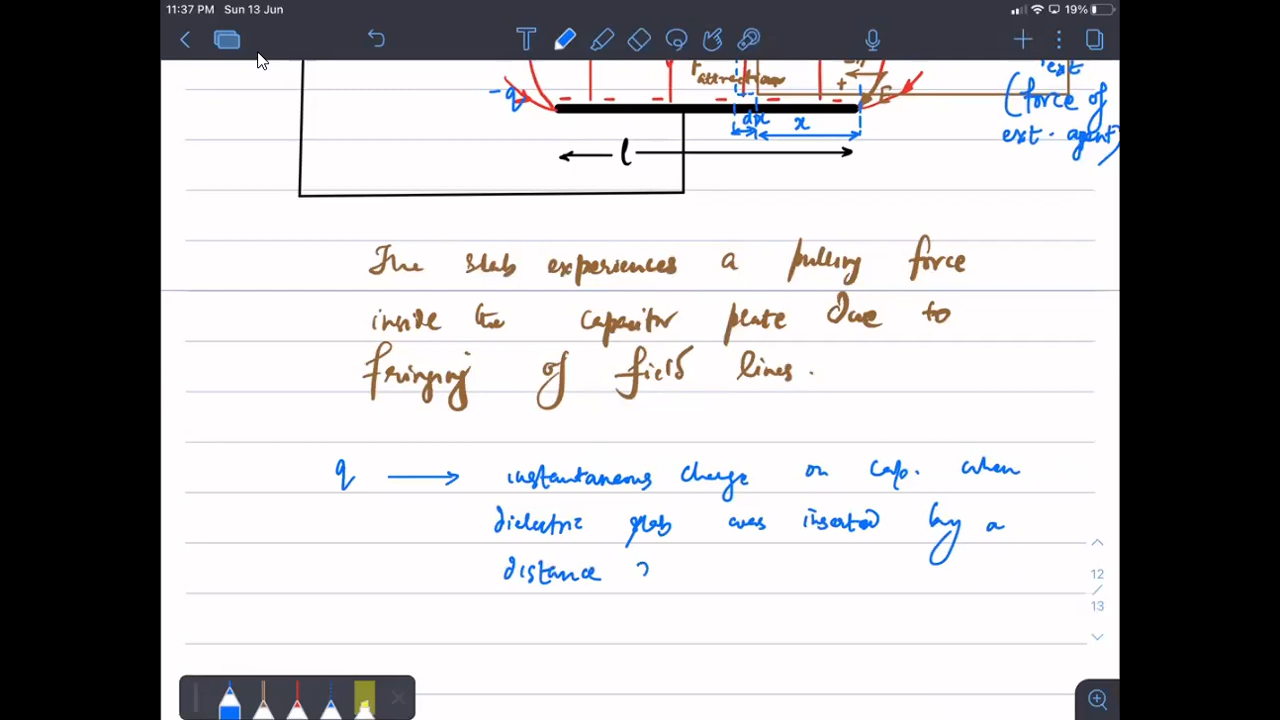 11:37 PM Sun 13 Jun
19%
attraction
ext
- q
+
E
(force of
ext. agent)
dx
x
l
The slab experiences a pulling force
inside the capacitor plate due to
fringing of field lines.
q → instantaneous charge on cap. when
dielectric slab was inserted by a
distance
12
13